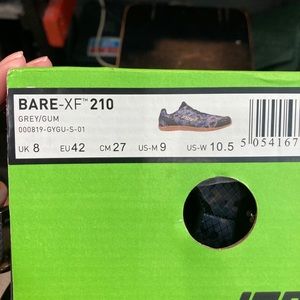 BARE-XF™ 210
GREY/GUM
000819-GYGU-S-01
UK 8 EU 42 CM 27 US-M 9 US-W 10.5
5 054167